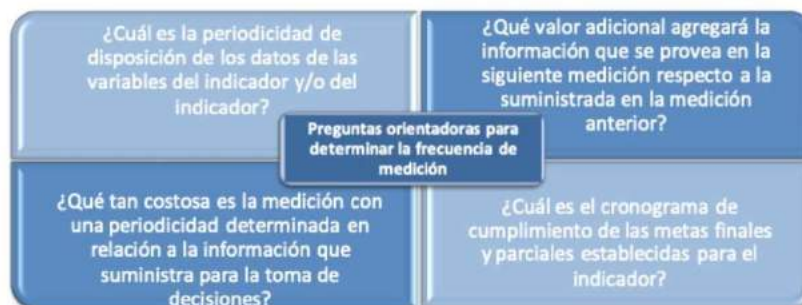 ¿Cuál es la periodicidad de
disposición de los datos de las
variables del indicador y/o del
indicador?
¿Qué valor adicional agregará la
información que se provea en la
siguiente medición respecto a la
suministrada en la medición
anterior?
Preguntas orientadoras para
determinar la frecuencia de
medición
¿Qué tan costosa es la medición con
una periodicidad determinada en
relación a la información que
suministra para la toma de
decisiones?
¿Cuál es el cronograma de
cumplimiento de las metas finales
y parciales establecidas para el
indicador?